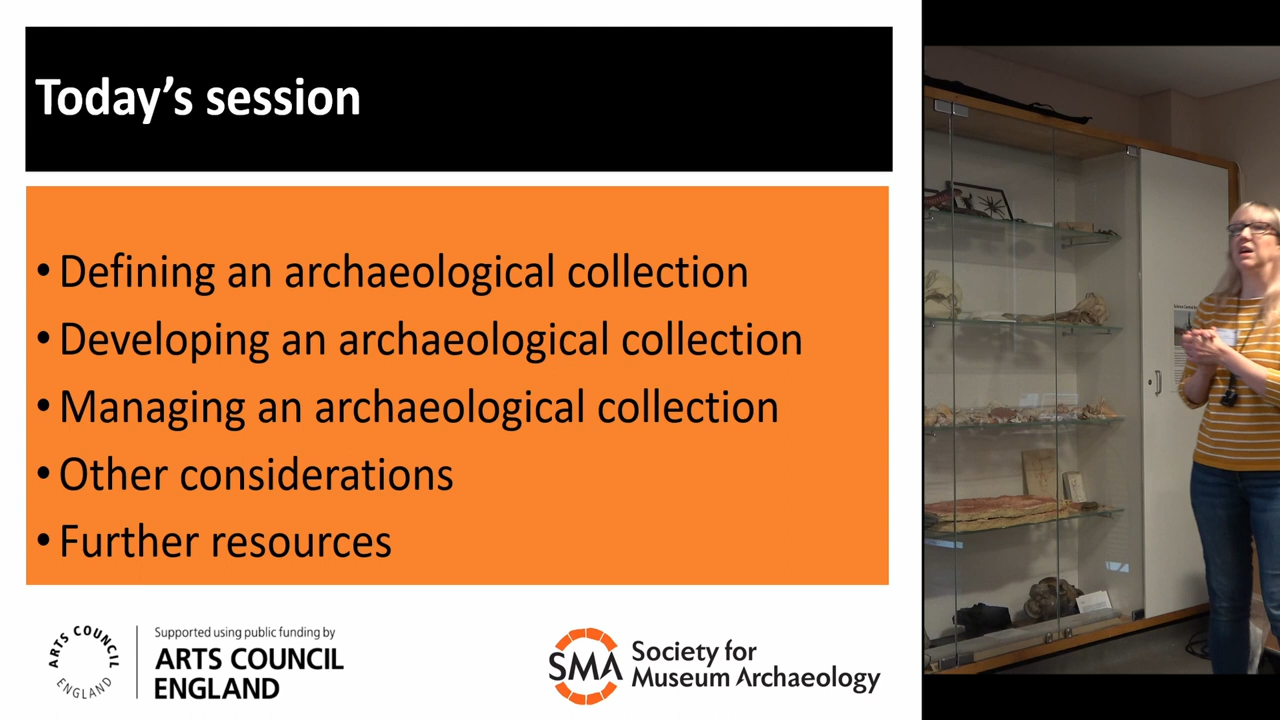 Today's session
• Defining an archaeological collection
• Developing an archaeological collection
• Managing an archaeological collection
• Other considerations
• Further resources
ARTS COUNCIL
ENGLAND
Supported using public funding by
ARTS COUNCIL
ENGLAND
SMA
Society for
Museum Archaeology